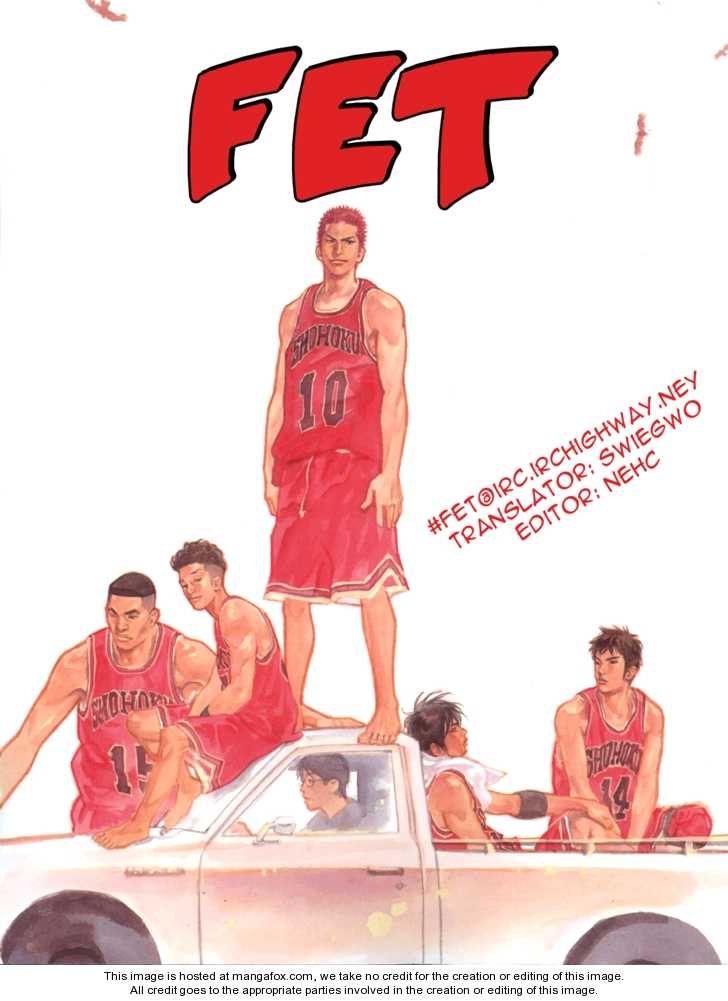 FET
#FET@IRC.IRCHIGHWAY.NEY
TRANSLATOR: SWIEGWO
EDITOR: NEHC
SHOHOKU
10
SHOHOKU
15
SHOHOKU
14
This image is hosted at mangafox.com, we take no credit for the creation or editing of this image.
All credit goes to the appropriate parties involved in the creation or editing of this image.